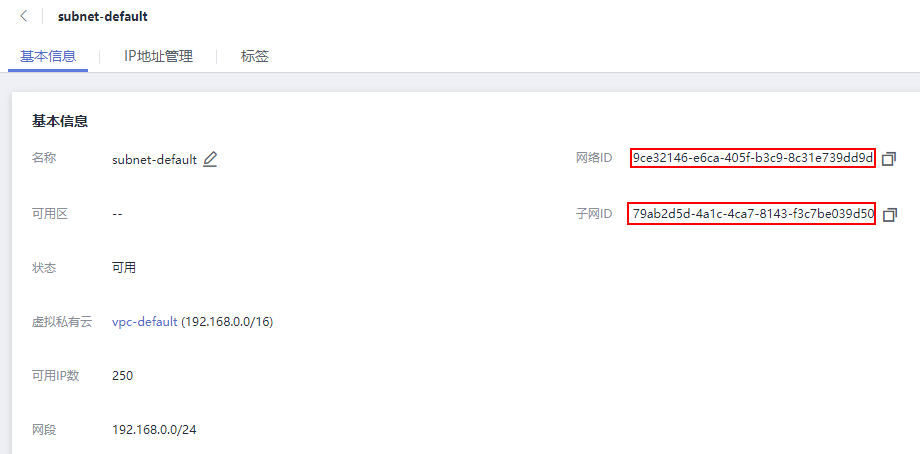 subnet-default
基本信息 IP地址管理 标签
基本信息
名称 subnet-default 网络ID 9ce32146-e6ca-405f-b3c9-8c31e739dd9d
可用区 -- 子网ID 79ab2d5d-4a1c-4ca7-8143-f3c7be039d50
状态 可用
虚拟私有云 vpc-default (192.168.0.0/16)
可用IP数 250
网段 192.168.0.0/24